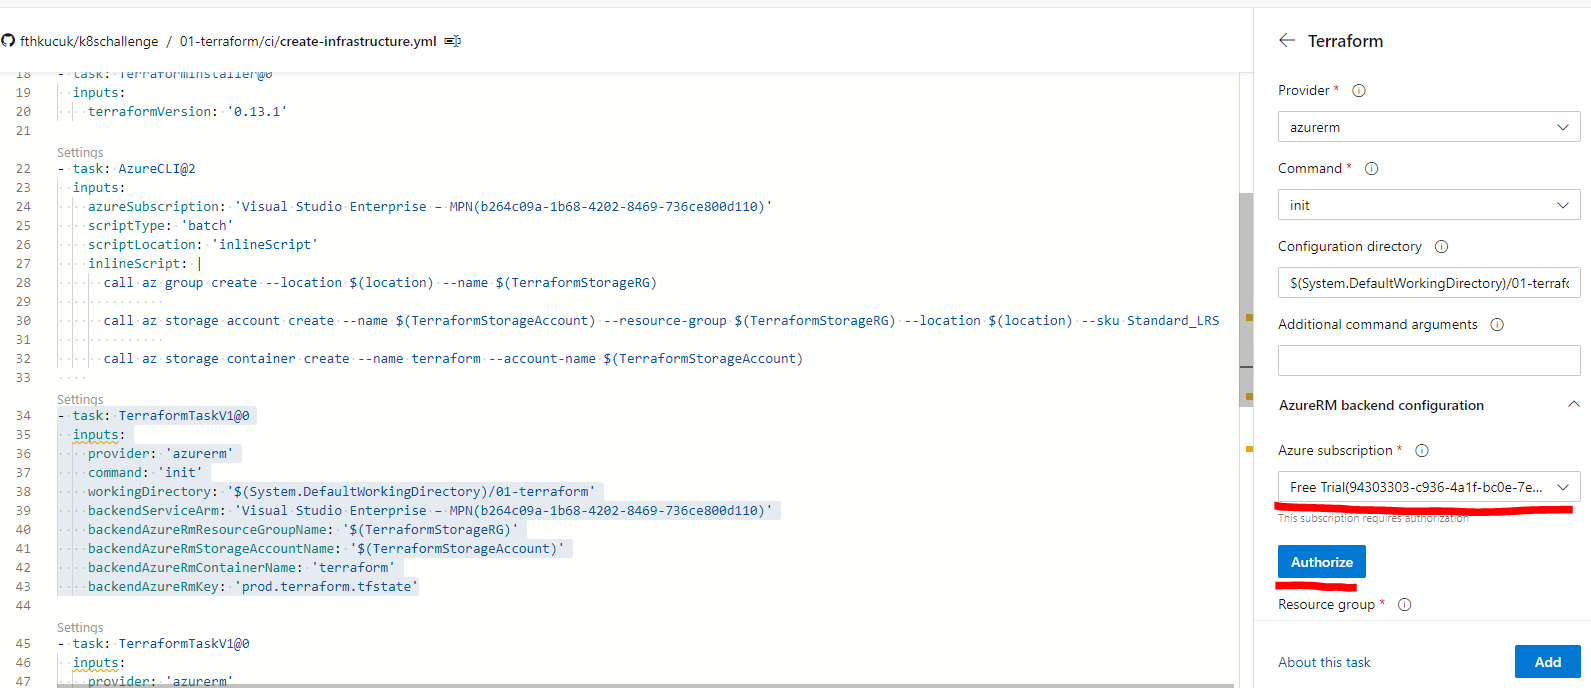 fthkucuk/k8schallenge / 01-terraform/ci/create-infrastructure.yml
18 - task: TerraformInstaller@0
19 inputs:
20 terraformVersion: '0.13.1'
21
Settings
22 - task: AzureCLI@2
23 inputs:
24 azureSubscription: 'Visual Studio Enterprise – MPN(b264c09a-1b68-4202-8469-736ce800d110)'
25 scriptType: 'batch'
26 scriptLocation: 'inlineScript'
27 inlineScript: |
28 call az group create --location $(location) --name $(TerraformStorageRG)
29
30 call az storage account create --name $(TerraformStorageAccount) --resource-group $(TerraformStorageRG) --location $(location) --sku Standard_LRS
31
32 call az storage container create --name terraform --account-name $(TerraformStorageAccount)
33
Settings
34 - task: TerraformTaskV1@0
35 inputs:
36 provider: 'azurerm'
37 command: 'init'
38 workingDirectory: '$(System.DefaultWorkingDirectory)/01-terraform'
39 backendServiceArm: 'Visual Studio Enterprise – MPN(b264c09a-1b68-4202-8469-736ce800d110)'
40 backendAzureRmResourceGroupName: '$(TerraformStorageRG)'
41 backendAzureRmStorageAccountName: '$(TerraformStorageAccount)'
42 backendAzureRmContainerName: 'terraform'
43 backendAzureRmKey: 'prod.terraform.tfstate'
44
Settings
45 - task: TerraformTaskV1@0
46 inputs:
47 provider: 'azurerm'
Terraform
Provider *
azurerm
Command *
init
Configuration directory
$(System.DefaultWorkingDirectory)/01-terrafo
Additional command arguments
AzureRM backend configuration
Azure subscription *
Free Trial(94303303-c936-4a1f-bc0e-7e...
This subscription requires authorization
Authorize
Resource group *
About this task
Add